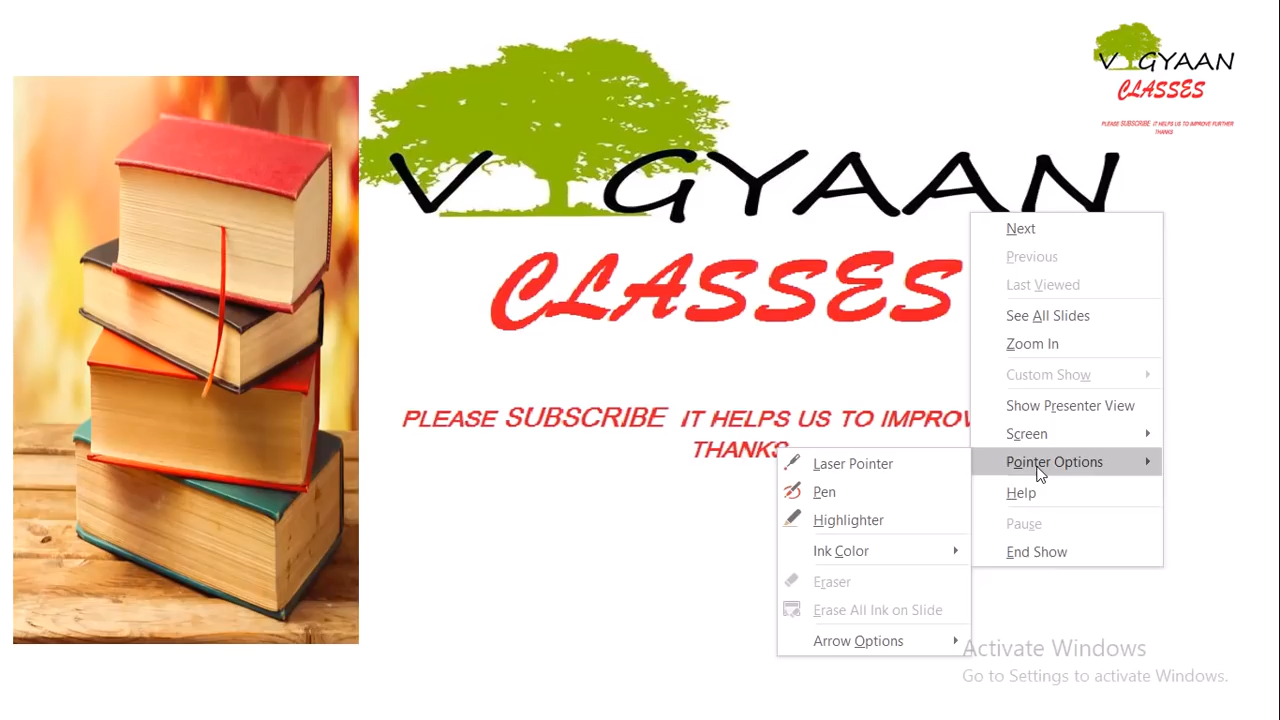 V GYAAN
CLASSES
PLEASE SUBSCRIBE IT HELPS US TO IMPROV
THANKS
V GYAAN
CLASSES
PLEASE SUBSCRIBE IT HELPS US TO IMPROVE FURTHER
THANKS
Next
Previous
Last Viewed
See All Slides
Zoom In
Custom Show
Show Presenter View
Screen
Pointer Options
Help
Pause
End Show
Laser Pointer
Pen
Highlighter
Ink Color
Eraser
Erase All Ink on Slide
Arrow Options
Activate Windows
Go to Settings to activate Windows.